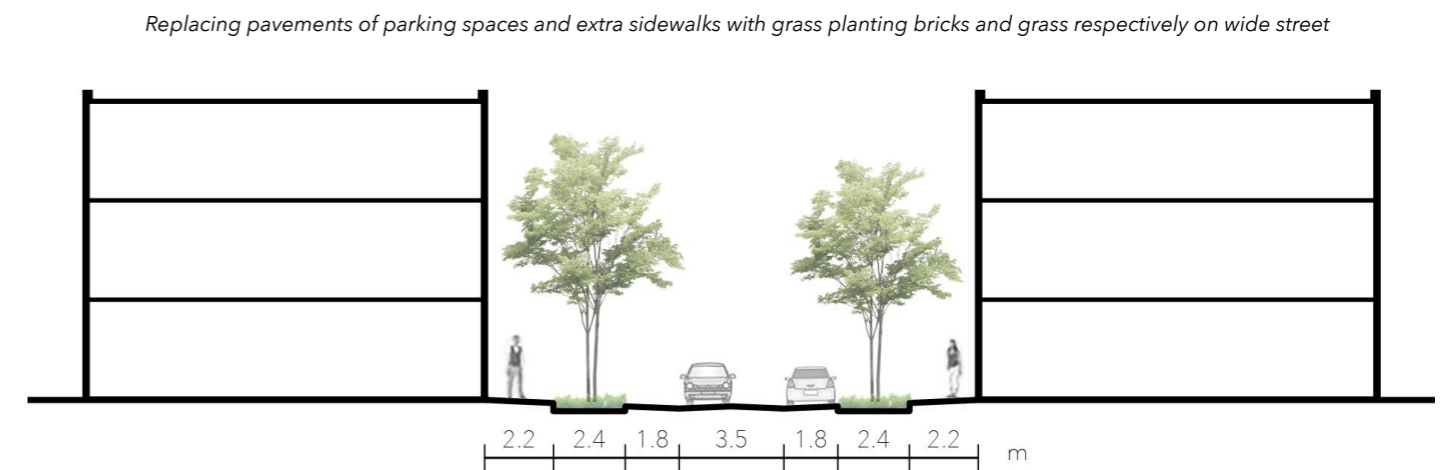 Replacing pavements of parking spaces and extra sidewalks with grass planting bricks and grass respectively on wide street
2.2 2.4 1.8 3.5 1.8 2.4 2.2 m